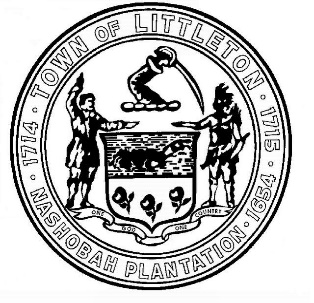 TOWN OF LITTLETON
1714 · NASHOBAH PLANTATION · 1654 · 1715
ONE GOD ONE COUNTRY